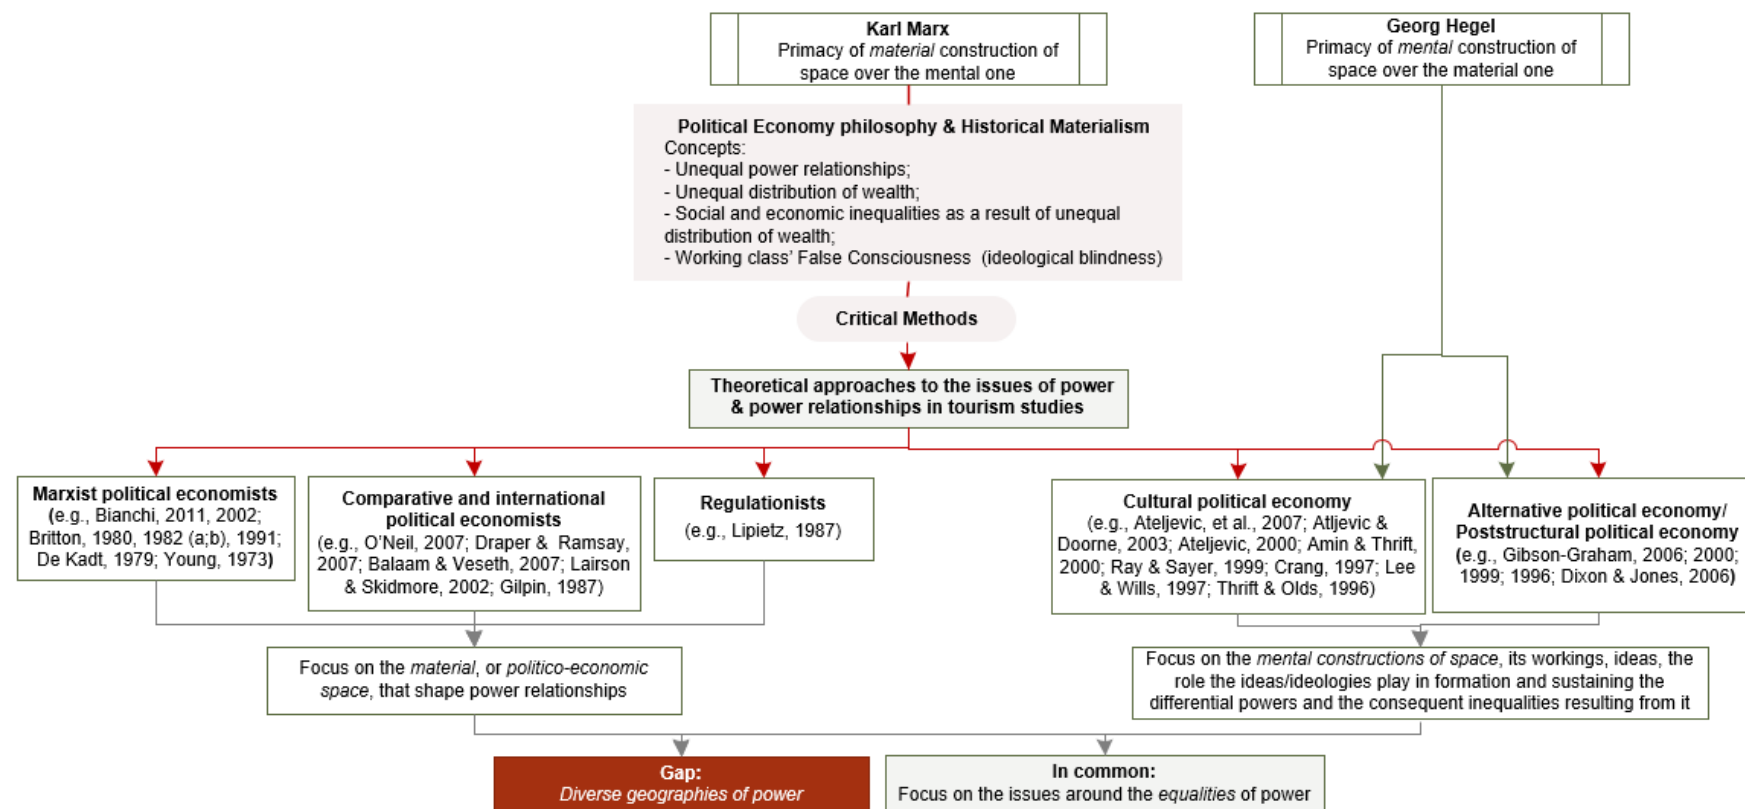 Karl Marx
Primacy of material construction of
space over the mental one
Georg Hegel
Primacy of mental construction of
space over the material one
Political Economy philosophy & Historical Materialism
Concepts:
- Unequal power relationships;
- Unequal distribution of wealth;
- Social and economic inequalities as a result of unequal
distribution of wealth;
- Working class' False Consciousness (ideological blindness)
Critical Methods
Theoretical approaches to the issues of power
& power relationships in tourism studies
Marxist political economists
(e.g., Bianchi, 2011, 2002;
Britton, 1980, 1982 (a;b), 1991;
De Kadt, 1979; Young, 1973)
Comparative and international
political economists
(e.g., O'Neil, 2007; Draper & Ramsay,
2007; Balaam & Veseth, 2007; Lairson
& Skidmore, 2002; Gilpin, 1987)
Regulationists
(e.g., Lipietz, 1987)
Cultural political economy
(e.g., Ateljevic, et al., 2007; Atljevic &
Doorne, 2003; Ateljevic, 2000; Amin & Thrift,
2000; Ray & Sayer, 1999; Crang, 1997; Lee
& Wills, 1997; Thrift & Olds, 1996)
Alternative political economy/
Poststructural political economy
(e.g., Gibson-Graham, 2006; 2000;
1999; 1996; Dixon & Jones, 2006)
Focus on the material, or politico-economic
space, that shape power relationships
Focus on the mental constructions of space, its workings, ideas, the
role the ideas/ideologies play in formation and sustaining the
differential powers and the consequent inequalities resulting from it
Gap:
Diverse geographies of power
In common:
Focus on the issues around the equalities of power